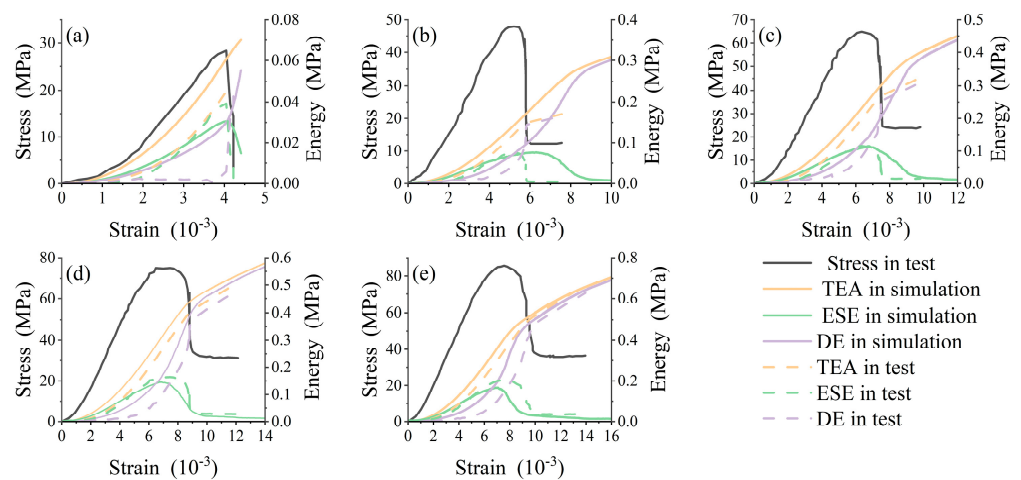 (a)
Stress (MPa)
0
10
20
30
0.00
0.02
0.04
0.06
0.08
Energy (MPa)
0 1 2 3 4 5
Strain (10-3)
(b)
Stress (MPa)
0
10
20
30
40
50
0.0
0.1
0.2
0.3
0.4
Energy (MPa)
0 2 4 6 8 10
Strain (10-3)
(c)
Stress (MPa)
0
10
20
30
40
50
60
70
0.0
0.1
0.2
0.3
0.4
0.5
Energy (MPa)
0 2 4 6 8 10 12
Strain (10-3)
(d)
Stress (MPa)
0
20
40
60
80
0.0
0.1
0.2
0.3
0.4
0.5
0.6
Energy (MPa)
0 2 4 6 8 10 12 14
Strain (10-3)
(e)
Stress (MPa)
0
20
40
60
80
0.0
0.2
0.4
0.6
0.8
Energy (MPa)
0 2 4 6 8 10 12 14 16
Strain (10-3)
Stress in test
TEA in simulation
ESE in simulation
DE in simulation
TEA in test
ESE in test
DE in test